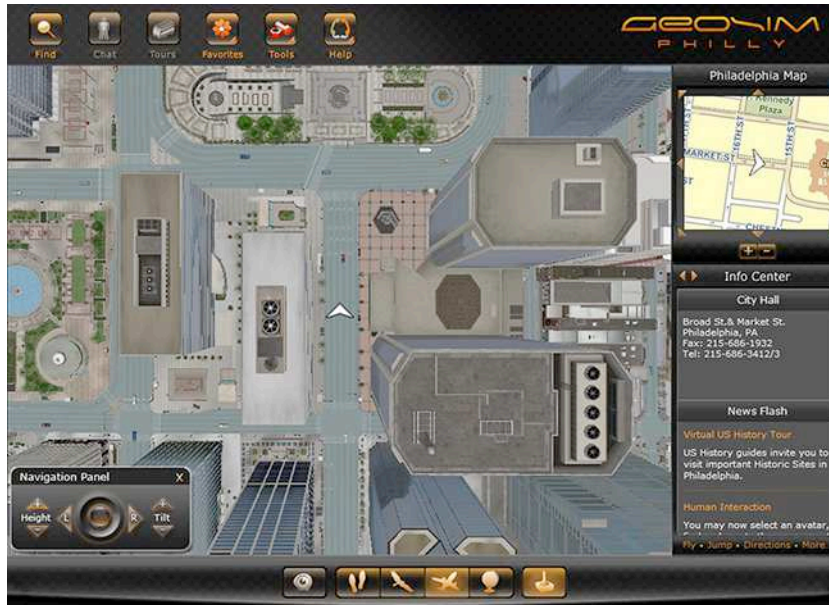 Find
Chat
Tours
Favorites
Tools
Help
GEOSIM
PHILLY
Philadelphia Map
Kennedy
Plaza
MARKET ST
16TH ST
15TH ST
ST
Info Center
City Hall
Broad St.& Market St.
Philadelphia, PA
Fax: 215-686-1932
Tel: 215-686-3412/3
News Flash
Virtual US History Tour
US History guides invite you to
visit important Historic Sites in
Philadelphia.
Human Interaction
You may now select an avatar,
Fly • Jump • Directions • More
Navigation Panel X
Height L R Tilt